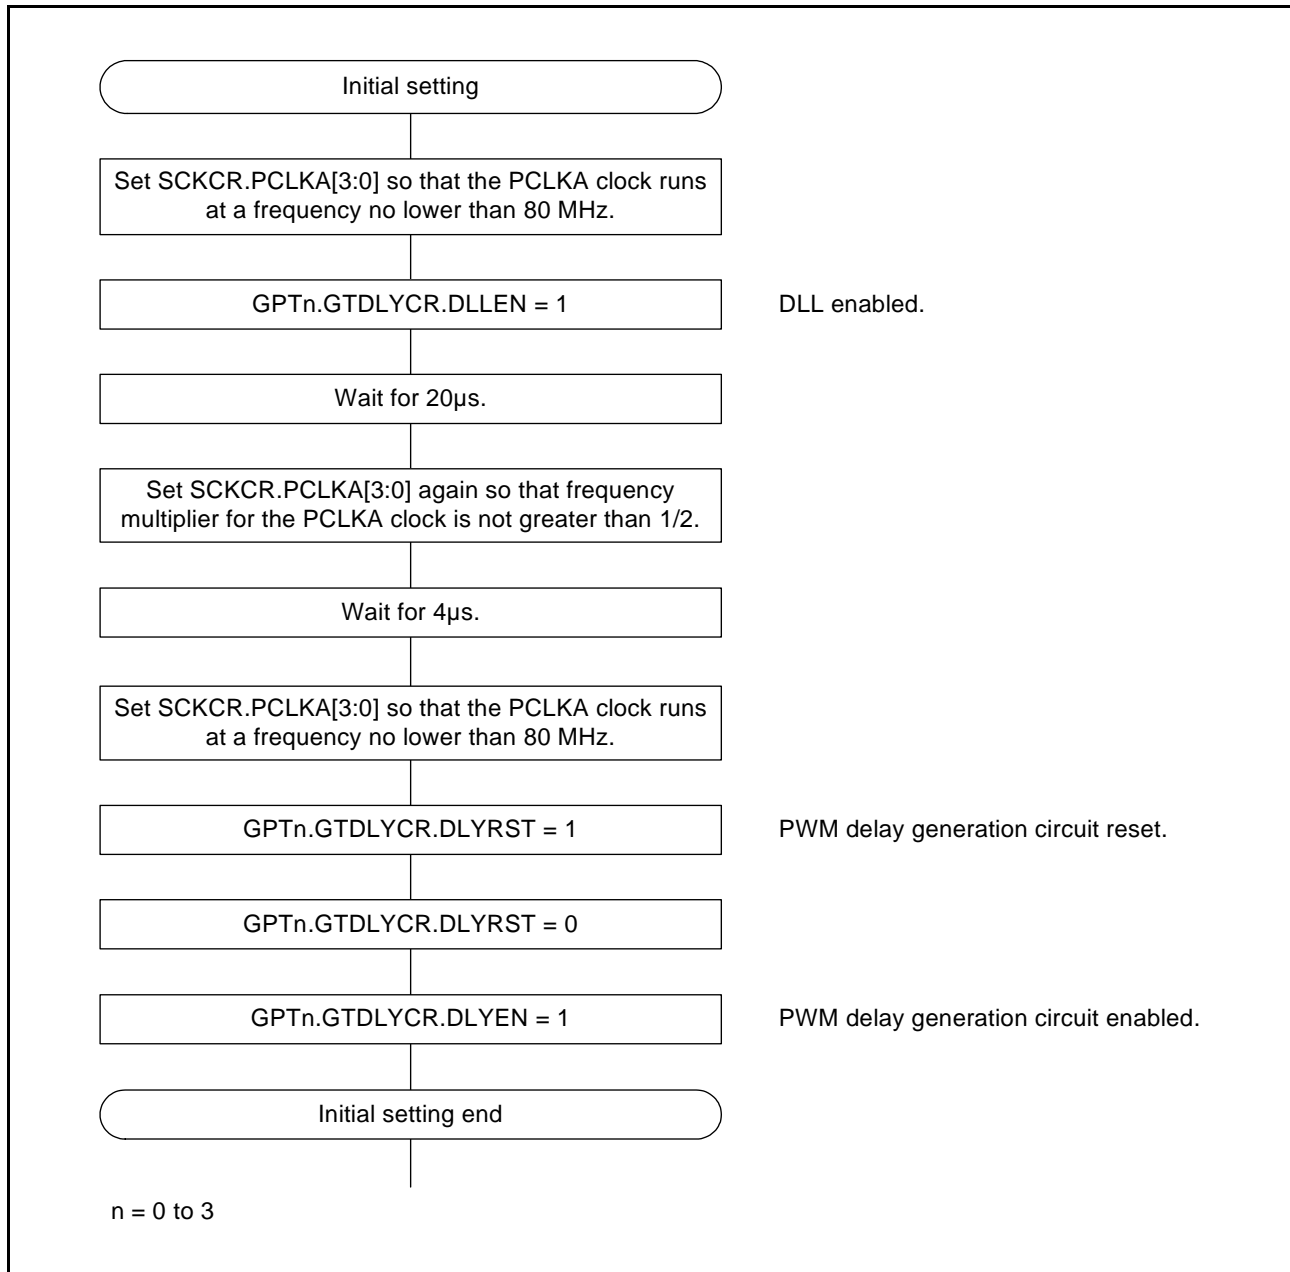 Initial setting
Set SCKCR.PCLKA[3:0] so that the PCLKA clock runs
at a frequency no lower than 80 MHz.
GPTn.GTDLYCR.DLLEN = 1
DLL enabled.
Wait for 20µs.
Set SCKCR.PCLKA[3:0] again so that frequency
multiplier for the PCLKA clock is not greater than 1/2.
Wait for 4µs.
Set SCKCR.PCLKA[3:0] so that the PCLKA clock runs
at a frequency no lower than 80 MHz.
GPTn.GTDLYCR.DLYRST = 1
PWM delay generation circuit reset.
GPTn.GTDLYCR.DLYRST = 0
GPTn.GTDLYCR.DLYEN = 1
PWM delay generation circuit enabled.
Initial setting end
n = 0 to 3